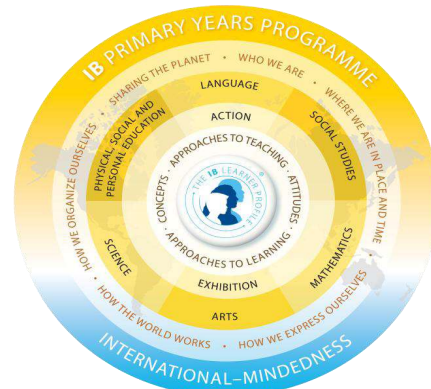 IB PRIMARY YEARS PROGRAMME
INTERNATIONAL–MINDEDNESS
SHARING THE PLANET • WHO WE ARE • WHERE WE ARE IN PLACE AND TIME •
HOW WE EXPRESS OURSELVES • HOW THE WORLD WORKS • HOW WE ORGANIZE OURSELVES •
LANGUAGE
SOCIAL STUDIES
MATHEMATICS
ARTS
SCIENCE
PHYSICAL, SOCIAL AND
PERSONAL EDUCATION
ACTION
EXHIBITION
APPROACHES TO TEACHING • ATTITUDES •
APPROACHES TO LEARNING • CONCEPTS •
THE IB LEARNER PROFILE
®